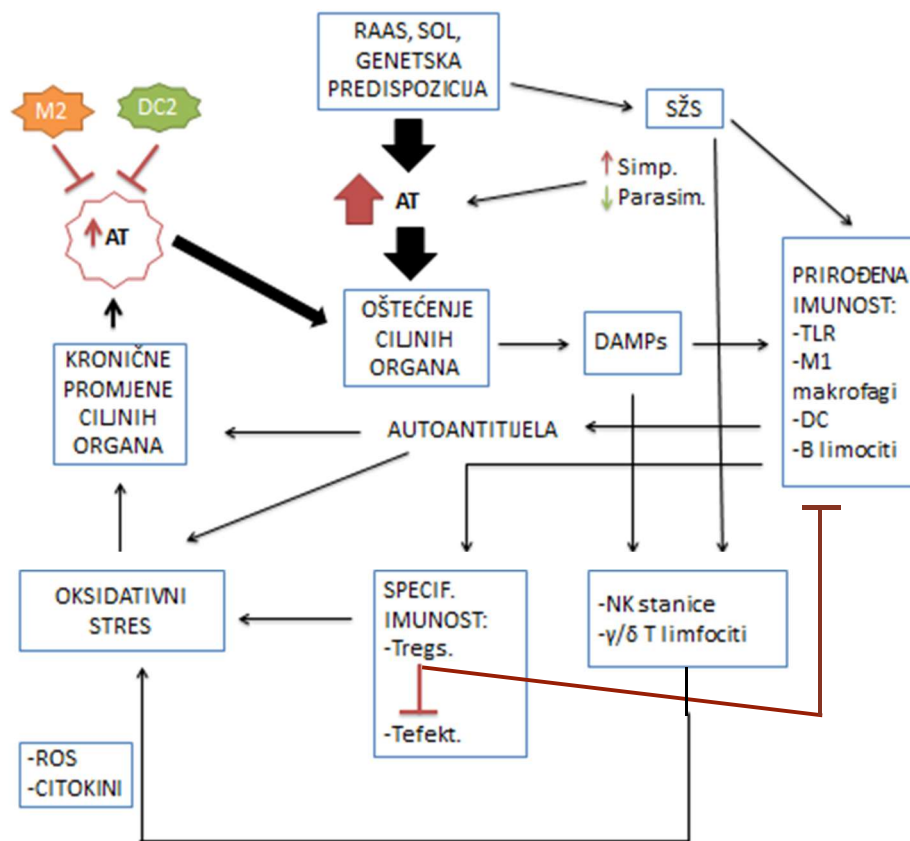 RAAS, SOL,
GENETSKA
PREDISPOZICIJA
M2
DC2
SŽS
Simp.
Parasim.
AT
AT
PRIROĐENA
IMUNOST:
-TLR
-M1
makrofagi
-DC
-B limociti
OŠTEĆENJE
CILJNIH
ORGANA
DAMPs
KRONIČNE
PROMJENE
CILJNIH
ORGANA
AUTOANTITIJELA
OKSIDATIVNI
STRES
SPECIF.
IMUNOST:
-Tregs.
-Tefekt.
-NK stanice
-γ/δ T limfociti
-ROS
-CITOKINI